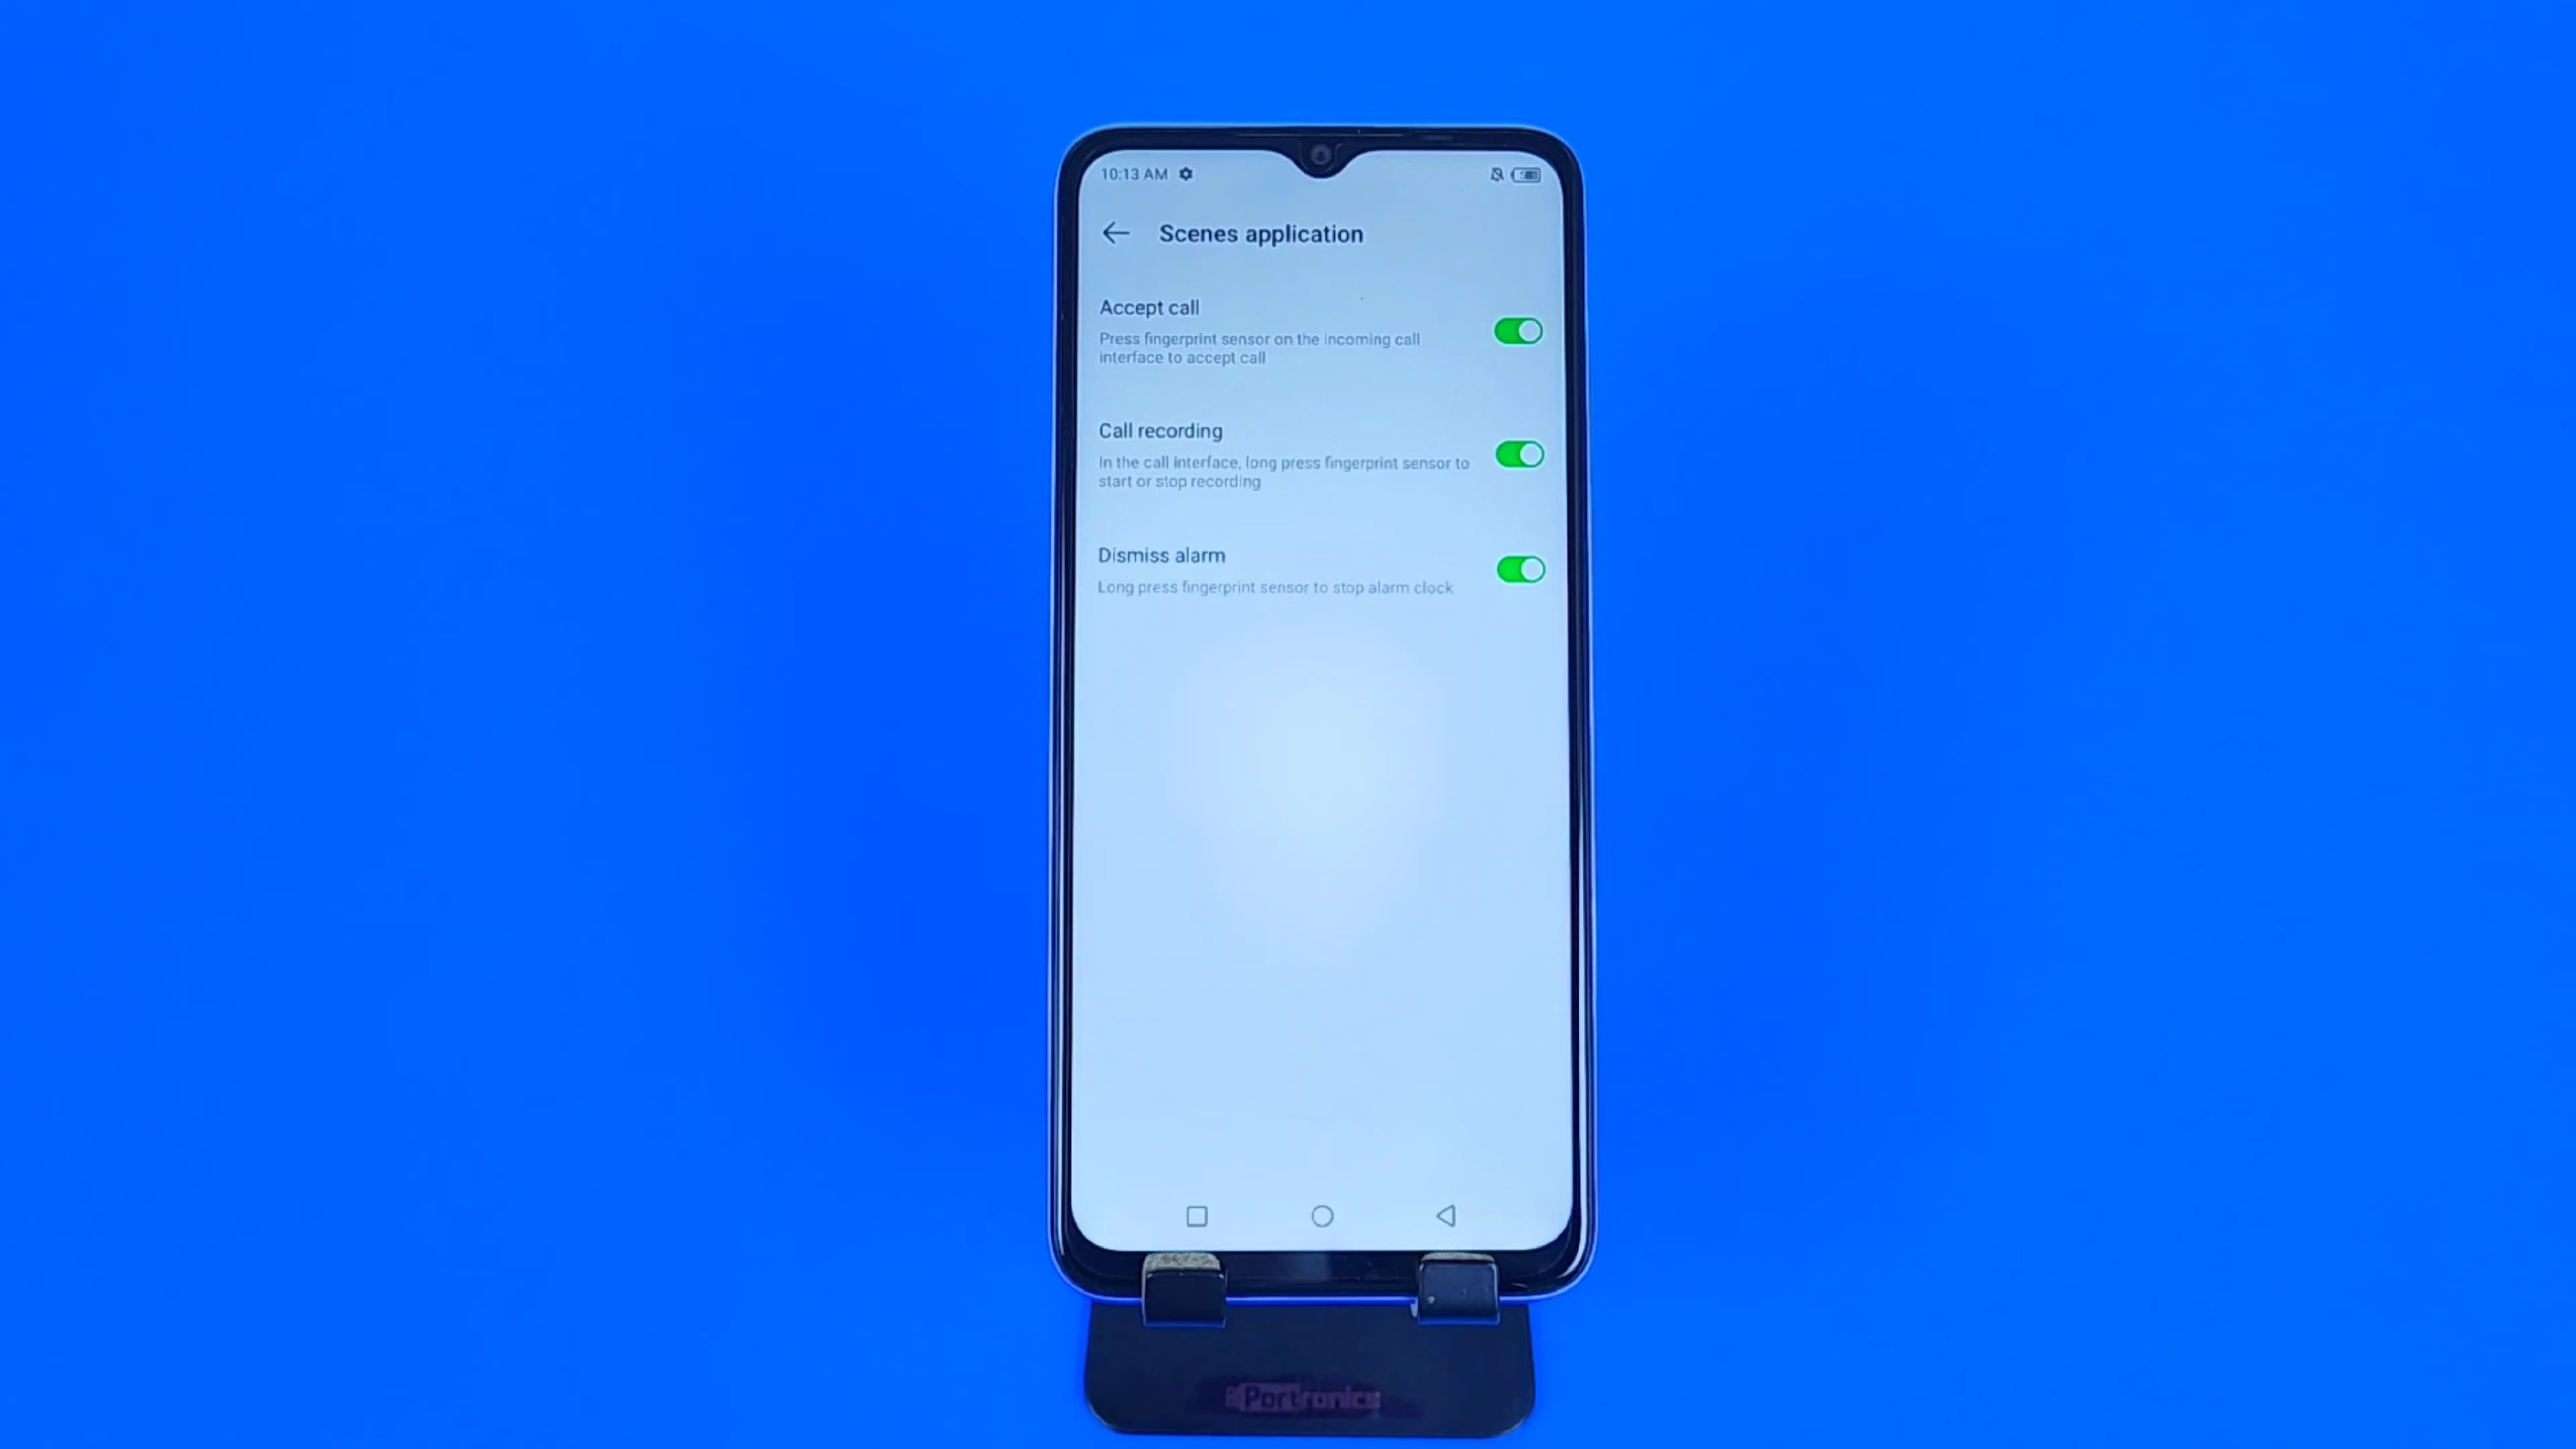 10:13 AM
Scenes application
Accept call
Press fingerprint sensor on the incoming call
interface to accept call
Call recording
In the call interface, long press fingerprint sensor to
start or stop recording
Dismiss alarm
Long press fingerprint sensor to stop alarm clock
Portronics